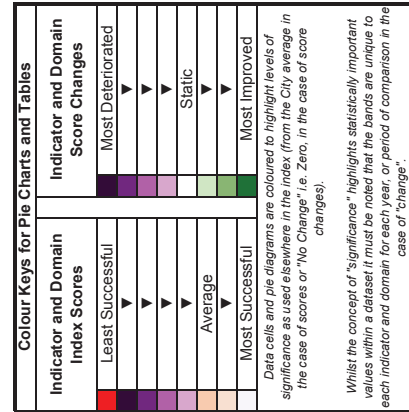 Colour Keys for Pie Charts and Tables
Indicator and Domain
Index Scores
Least Successful
▼
▼
▼
▼
Average
▼
Most Successful
Indicator and Domain
Score Changes
Most Deteriorated
▼
▼
▼
Static
▼
▼
Most Improved
Data cells and pie diagrams are coloured to highlight levels of
significance as used elsewhere in the index (from the City average in
the case of scores or "No Change" i.e. Zero, in the case of score
changes).
Whilst the concept of "significance" highlights statistically important
values within a dataset it must be noted that the bands are unique to
each indicator and domain for each year, or period of comparison in the
case of "change".